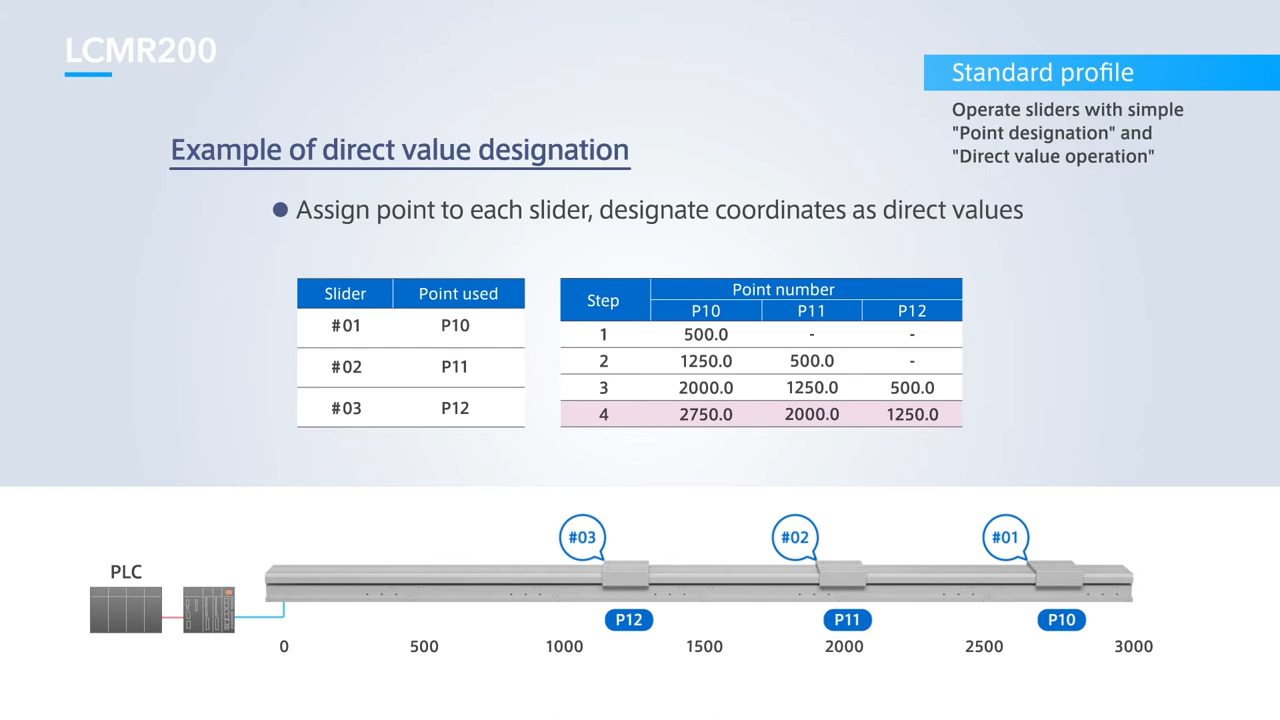 LCMR200
Standard profile
Operate sliders with simple
"Point designation" and
"Direct value operation"
Example of direct value designation
● Assign point to each slider, designate coordinates as direct values
Slider Point used
#01 P10
#02 P11
#03 P12
Step Point number
P10 P11 P12
1 500.0 - -
2 1250.0 500.0 -
3 2000.0 1250.0 500.0
4 2750.0 2000.0 1250.0
#03 #02 #01
PLC
P12 P11 P10
0 500 1000 1500 2000 2500 3000